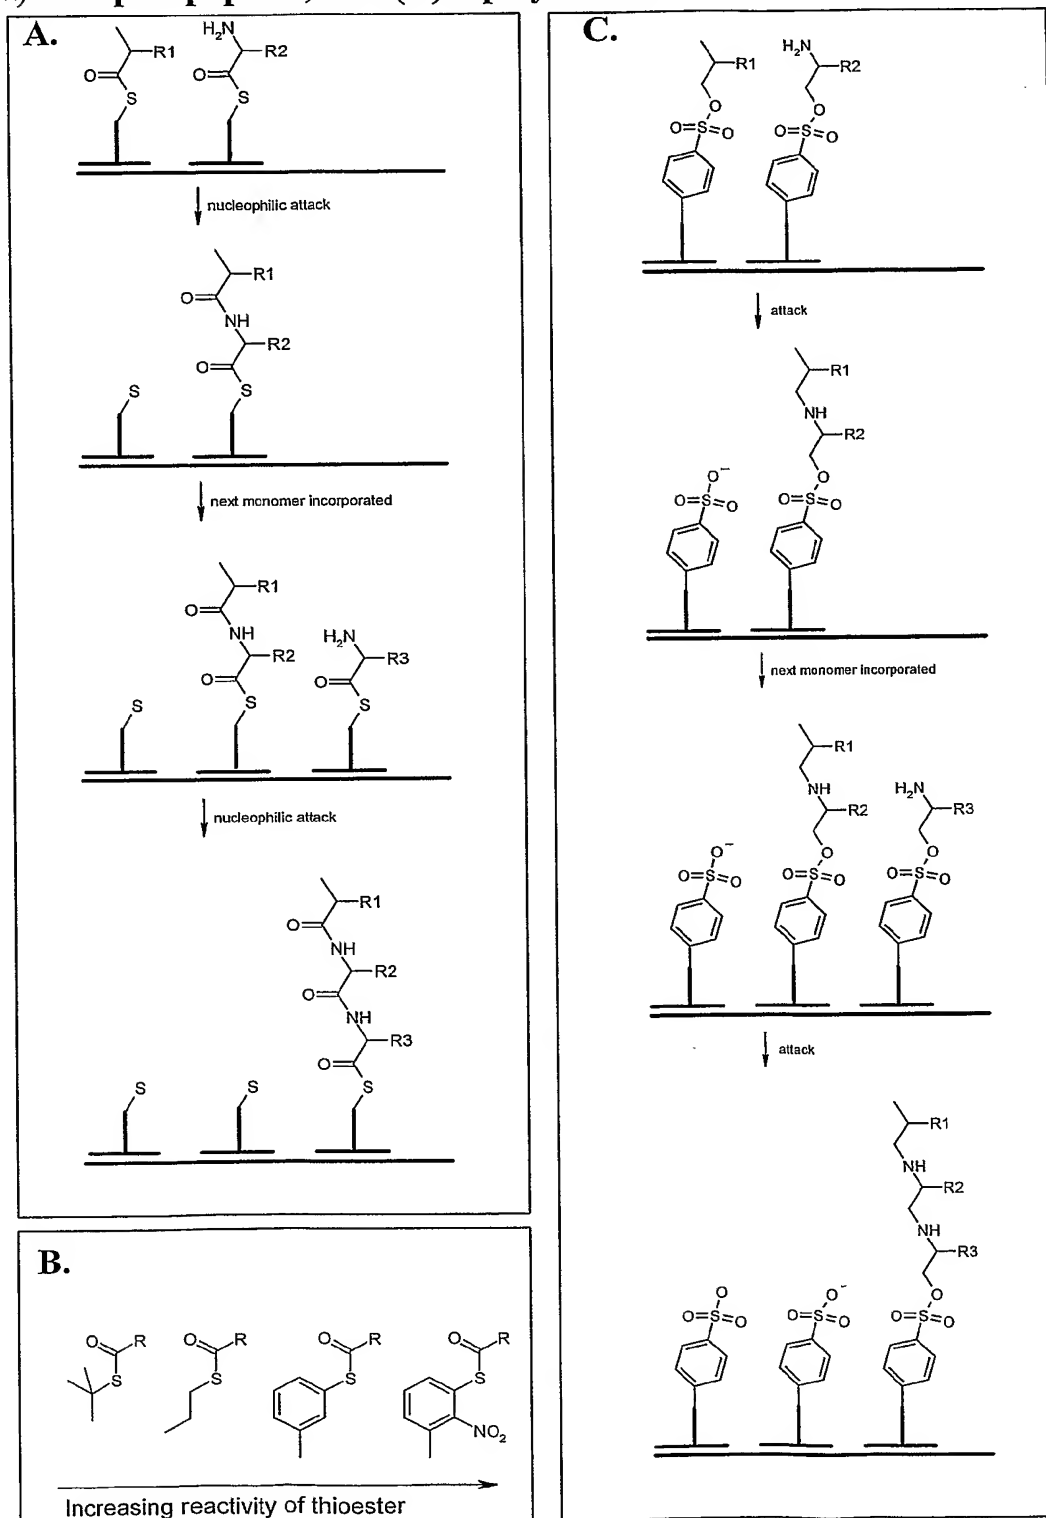 A.
R1
H₂N
R2
O
O
S
S
nucleophilic attack
R1
O
NH
R2
O
S
S
next monomer incorporated
R1
O
NH
H₂N
R2
R3
O
O
S
S
S
nucleophilic attack
R1
O
NH
R2
O
NH
R3
O
S
S
S
B.
O
R
O
R
O
R
O
R
S
S
S
S
NO₂
Increasing reactivity of thioester
C.
R1
H₂N
R2
O
O
O=S=O
O=S=O
attack
R1
NH
R2
O
O⁻
O=S=O
O=S=O
next monomer incorporated
R1
NH
H₂N
R2
R3
O⁻
O
O
O=S=O
O=S=O
O=S=O
attack
R1
NH
R2
NH
R3
O
O⁻
O
O=S=O
O=S=O
O=S=O